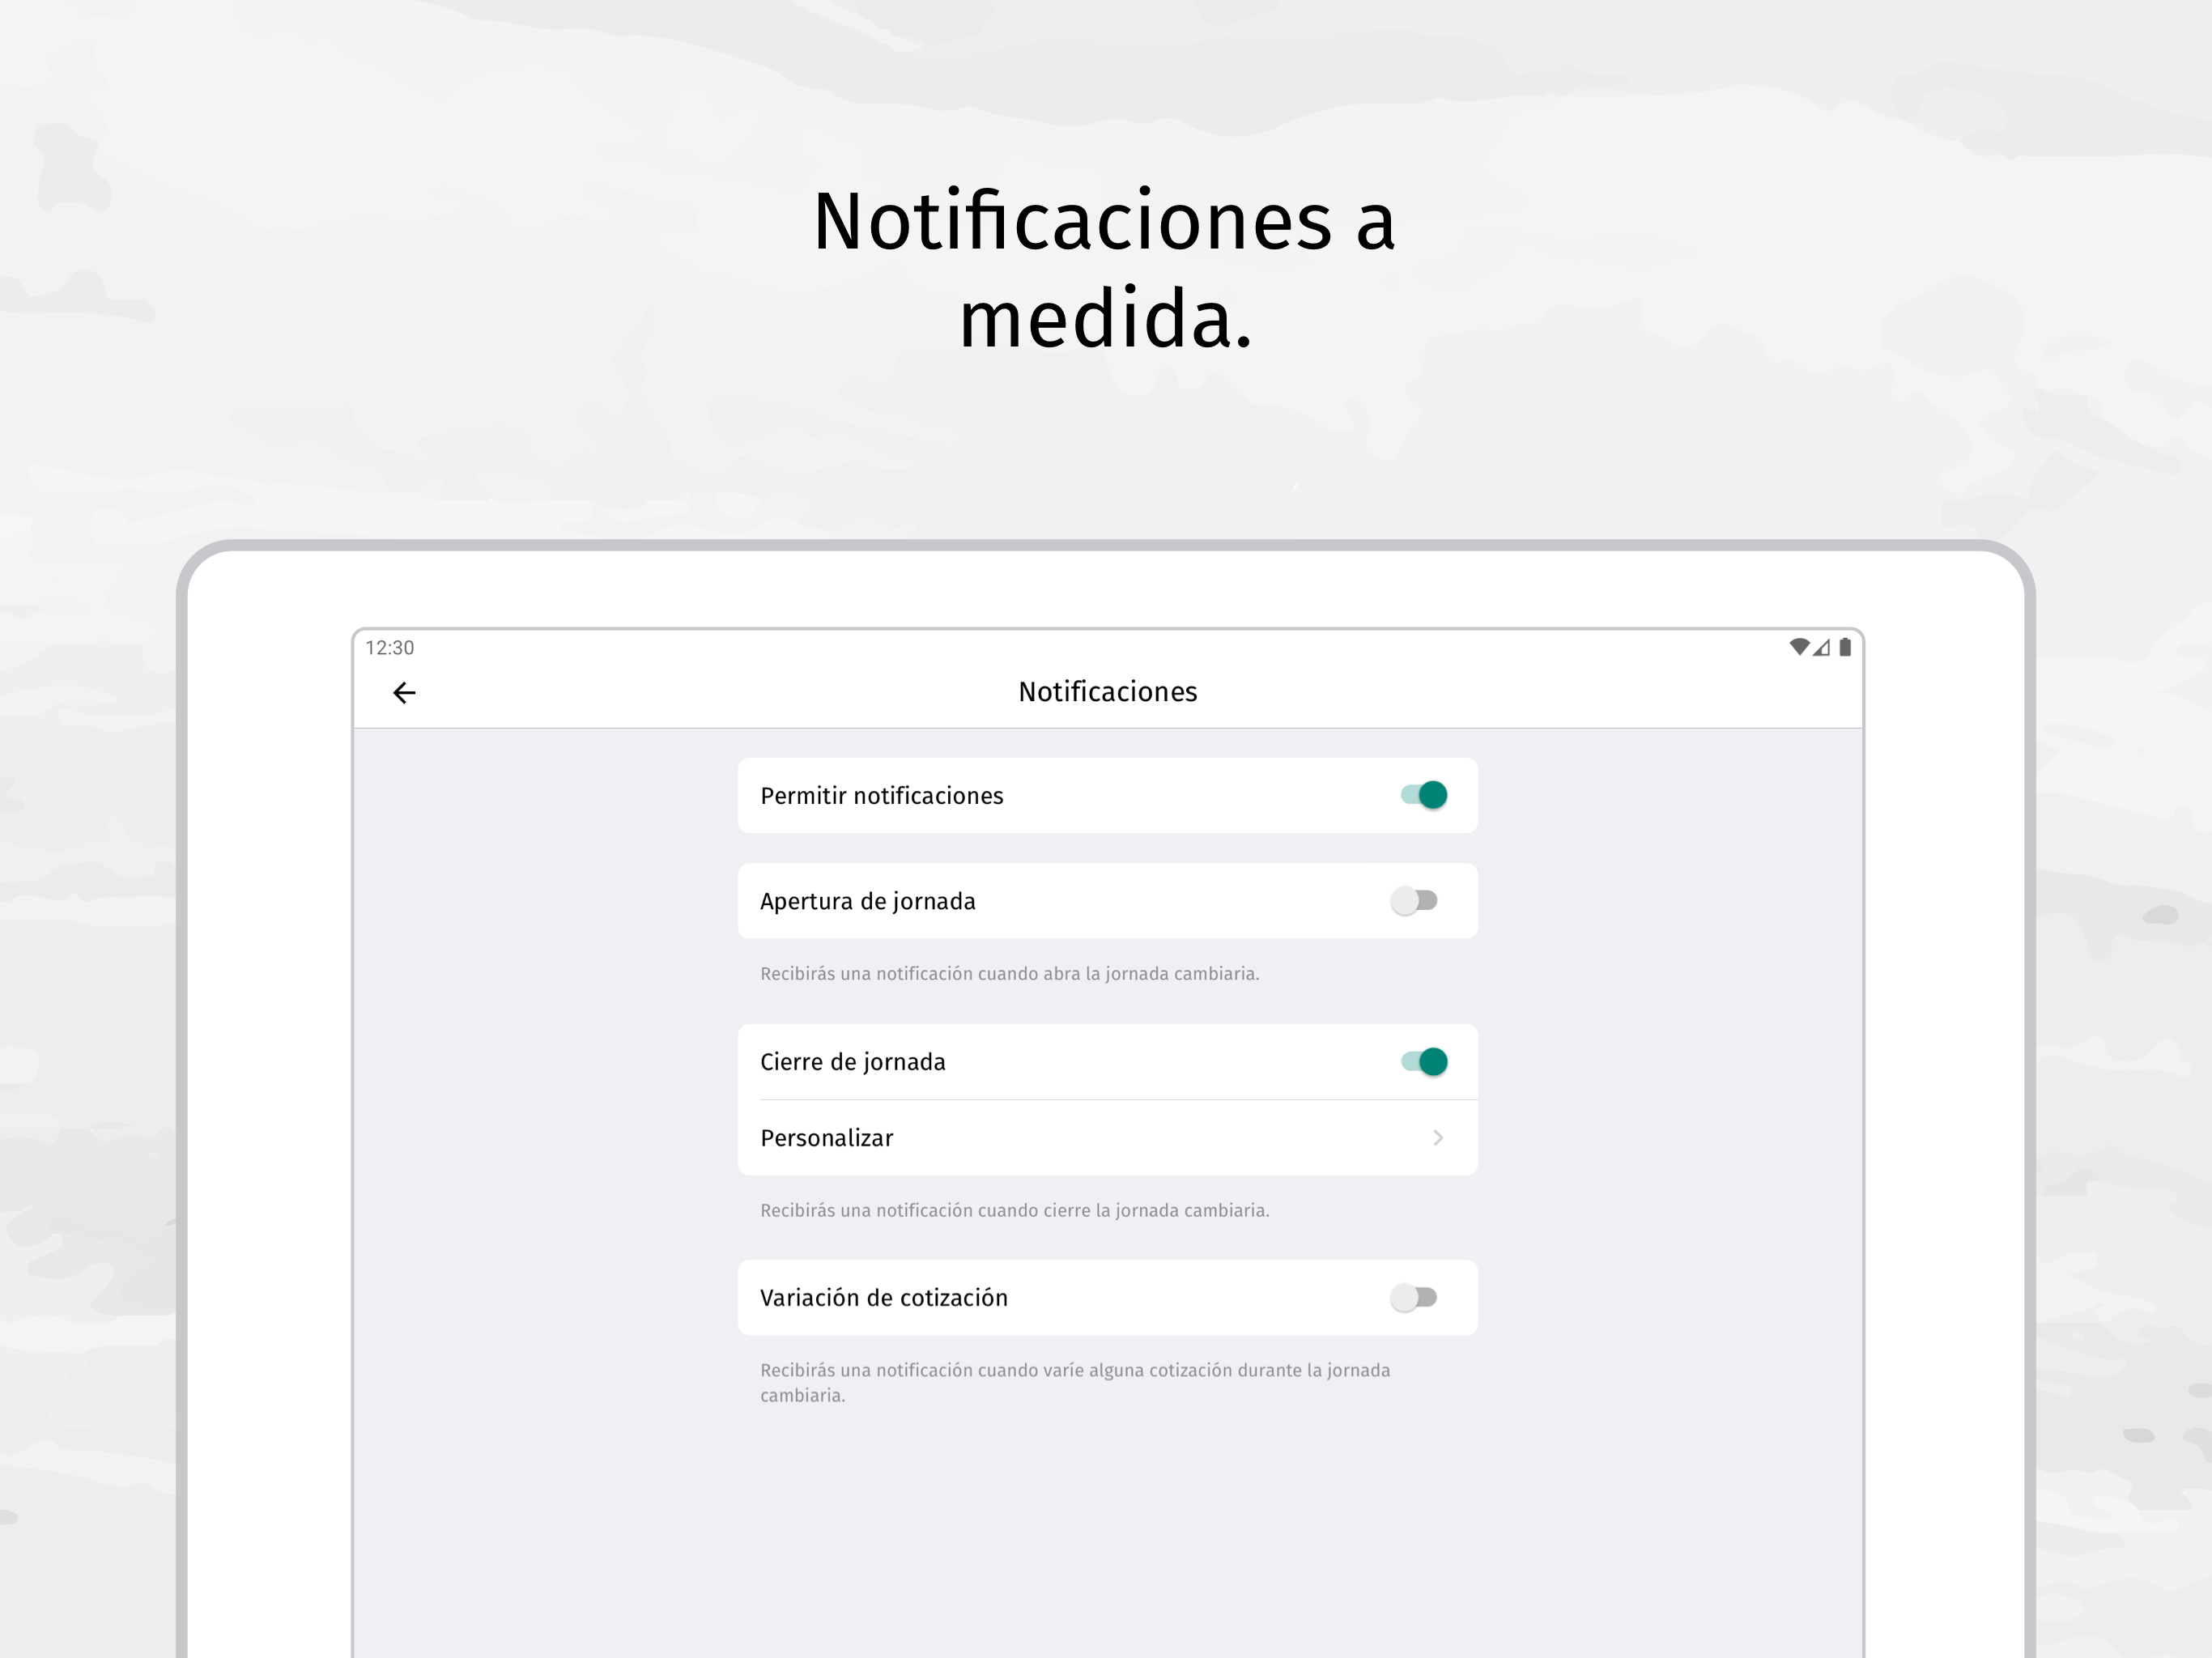 Notificaciones a
medida.
12:30
Notificaciones
Permitir notificaciones
Apertura de jornada
Recibirás una notificación cuando abra la jornada cambiaria.
Cierre de jornada
Personalizar
Recibirás una notificación cuando cierre la jornada cambiaria.
Variación de cotización
Recibirás una notificación cuando varíe alguna cotización durante la jornada
cambiaria.